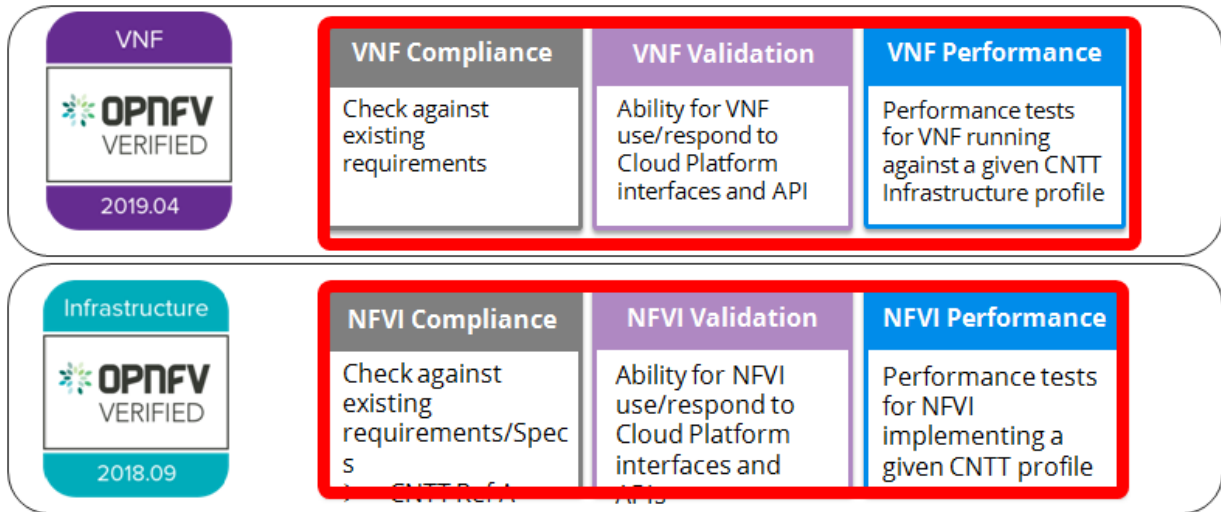 VNF
OPNFV
VERIFIED
2019.04
VNF Compliance
Check against
existing
requirements
VNF Validation
Ability for VNF
use/respond to
Cloud Platform
interfaces and API
VNF Performance
Performance tests
for VNF running
against a given CNTT
Infrastructure profile
Infrastructure
OPNFV
VERIFIED
2018.09
NFVI Compliance
Check against
existing
requirements/Spec
s
NFVI Validation
Ability for NFVI
use/respond to
Cloud Platform
interfaces and
NFVI Performance
Performance tests
for NFVI
implementing a
given CNTT profile